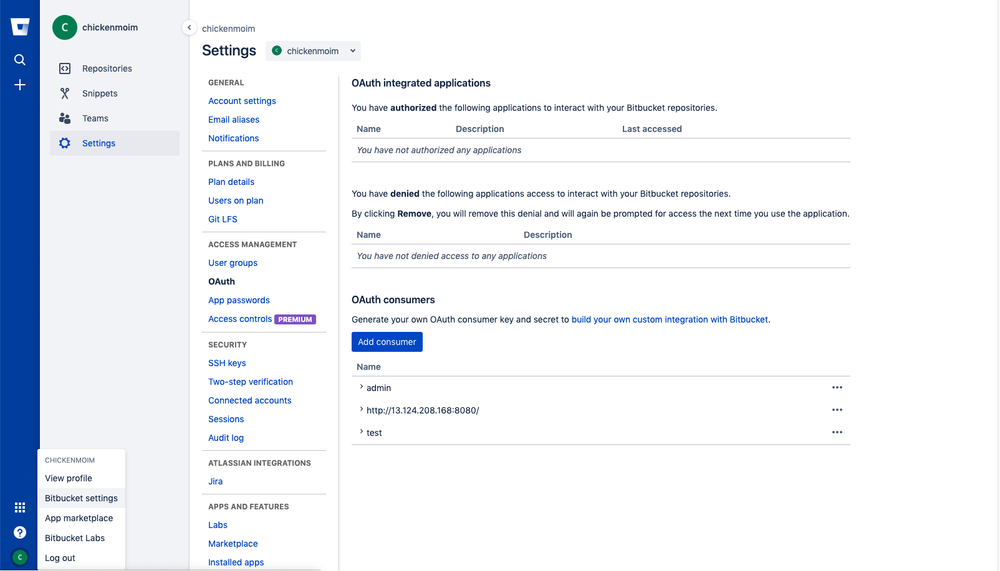 C chickenmoim
Repositories
Snippets
Teams
Settings
CHICKENMOIM
View profile
Bitbucket settings
App marketplace
Bitbucket Labs
Log out
?
C
chickenmoim
Settings
C chickenmoim
GENERAL
Account settings
Email aliases
Notifications
PLANS AND BILLING
Plan details
Users on plan
Git LFS
ACCESS MANAGEMENT
User groups
OAuth
App passwords
Access controls PREMIUM
SECURITY
SSH keys
Two-step verification
Connected accounts
Sessions
Audit log
ATLASSIAN INTEGRATIONS
Jira
APPS AND FEATURES
Labs
Marketplace
Installed apps
OAuth integrated applications
You have authorized the following applications to interact with your Bitbucket repositories.
Name Description Last accessed
You have not authorized any applications
You have denied the following applications access to interact with your Bitbucket repositories.
By clicking Remove, you will remove this denial and will again be prompted for access the next time you use the application.
Name Description
You have not denied access to any applications
OAuth consumers
Generate your own OAuth consumer key and secret to build your own custom integration with Bitbucket.
Add consumer
Name
admin
http://13.124.208.168:8080/
test